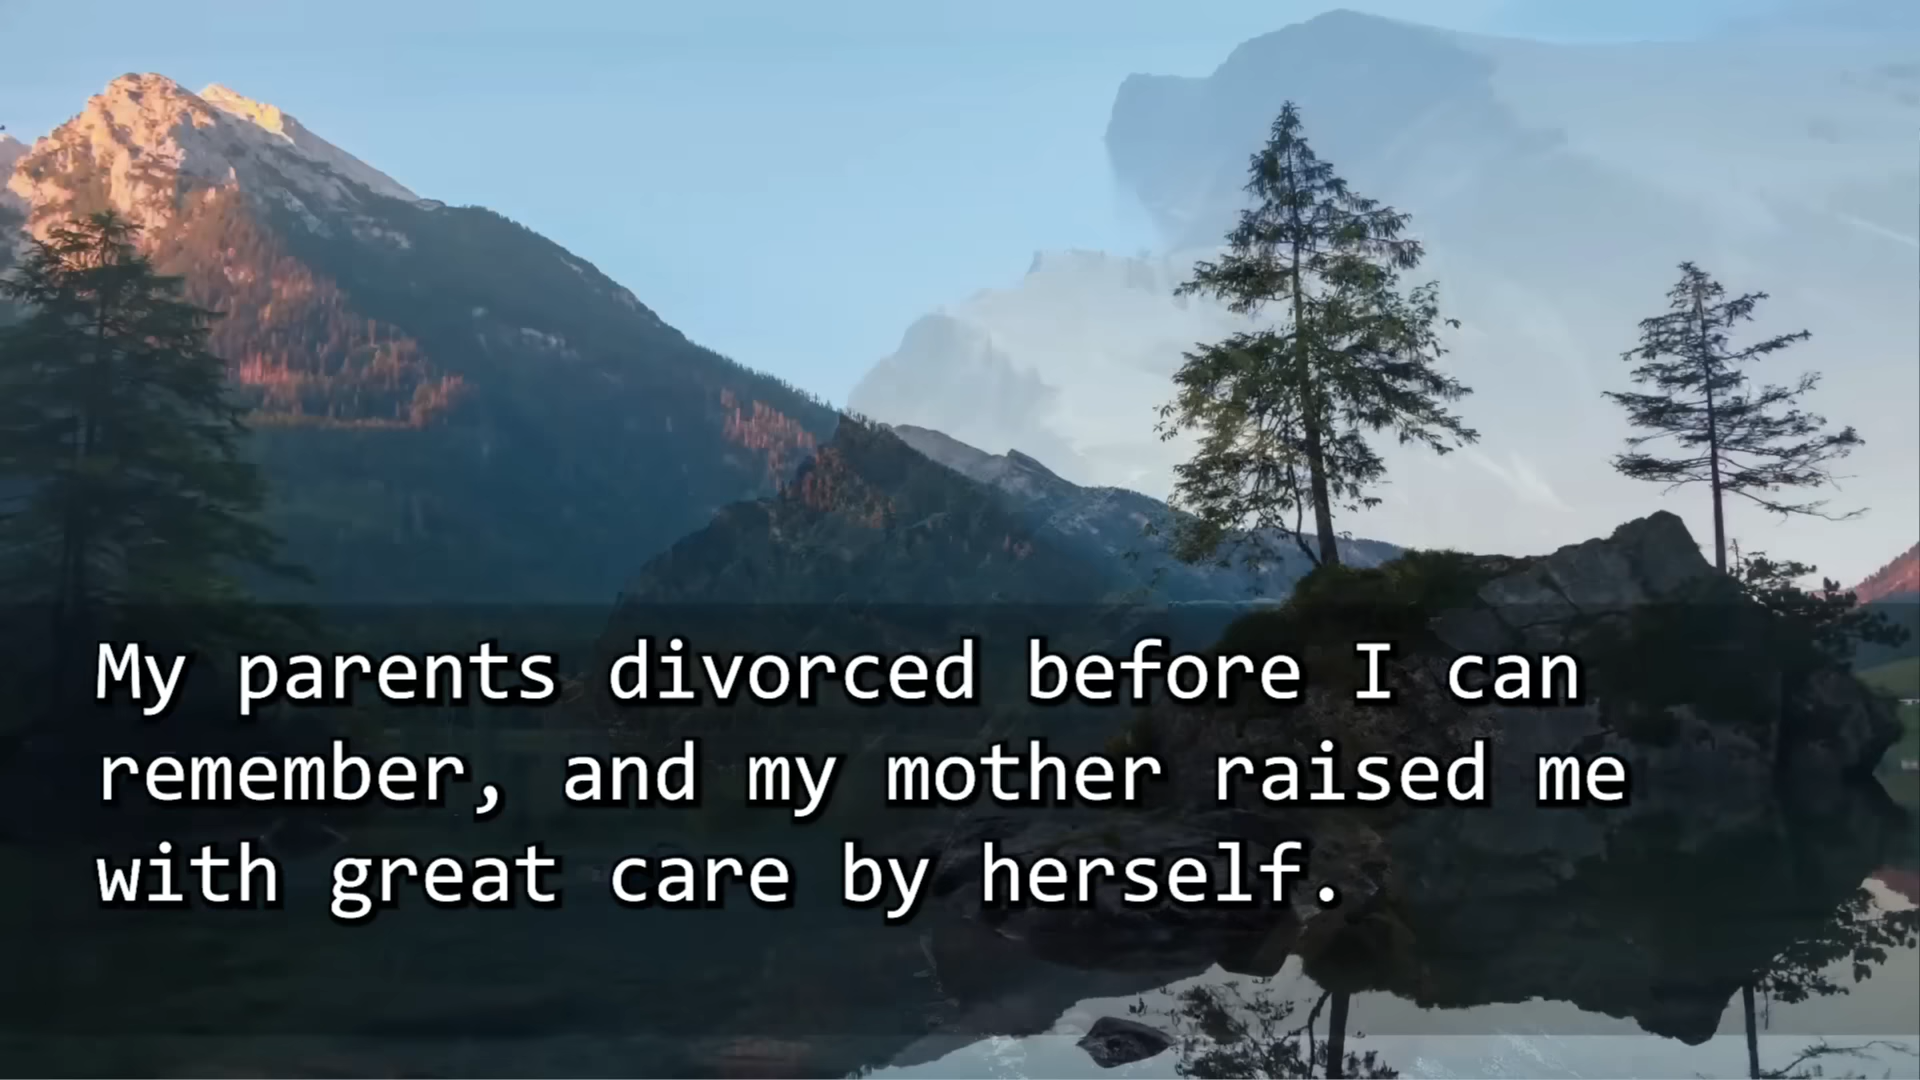 My parents divorced before I can
remember, and my mother raised me
with great care by herself.